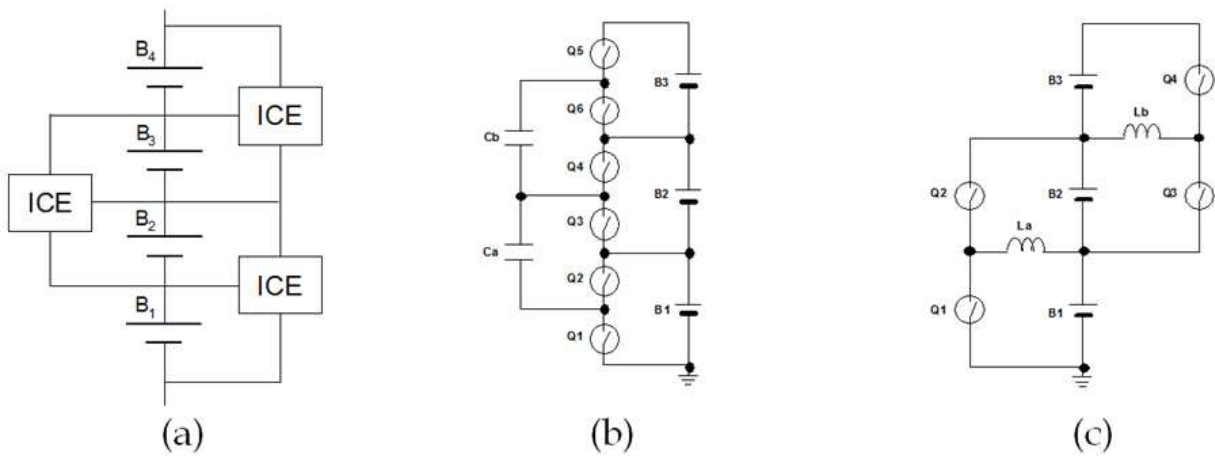 B4
ICE
B3
ICE
B2
ICE
B1
(a)
Q5
B3
Q6
Cb
Q4
B2
Q3
Ca
Q2
B1
Q1
(b)
B3
Q4
Lb
Q2
B2
Q3
La
Q1
B1
(c)